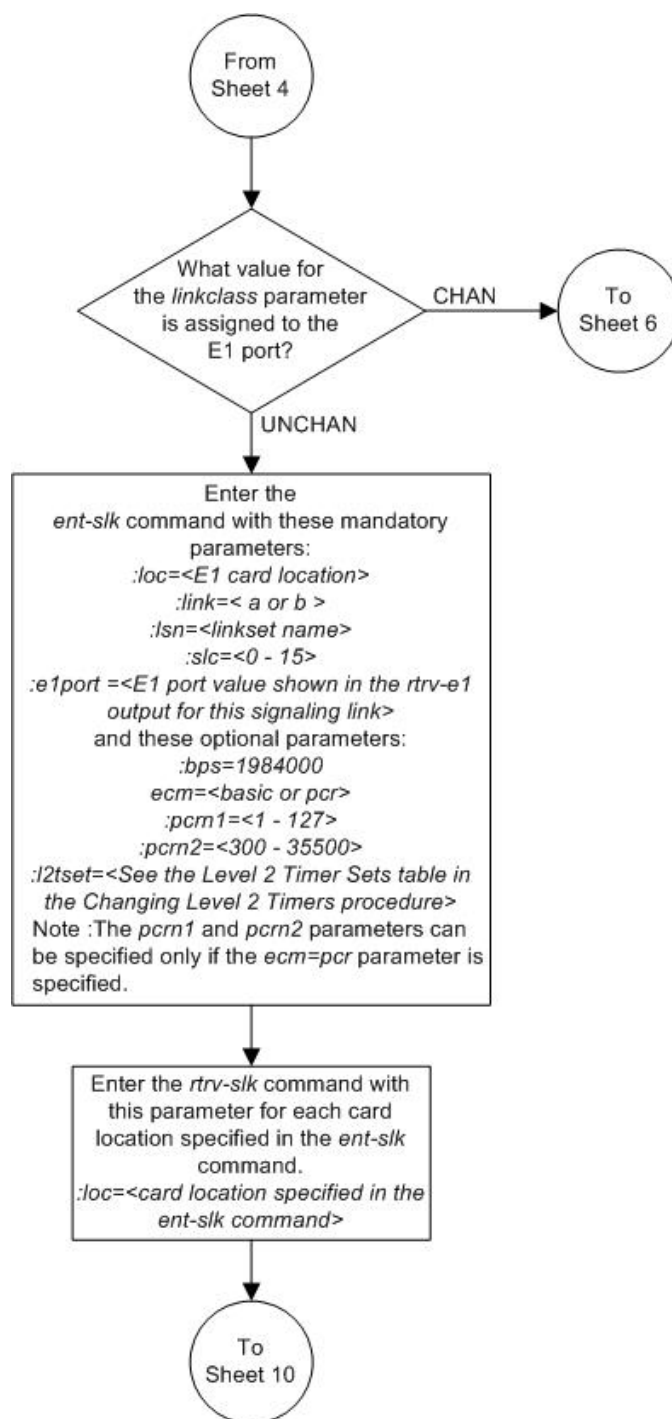 From
Sheet 4
What value for
the linkclass parameter
is assigned to the
E1 port?
CHAN
To
Sheet 6
UNCHAN
Enter the
ent-slk command with these mandatory
parameters:
:loc=<E1 card location>
:link=< a or b >
:lsn=<linkset name>
:slc=<0 - 15>
:e1port =<E1 port value shown in the rtrv-e1
output for this signaling link>
and these optional parameters:
:bps=1984000
ecm=<basic or pcr>
:pcrn1=<1 - 127>
:pcrn2=<300 - 35500>
:l2tset=<See the Level 2 Timer Sets table in
the Changing Level 2 Timers procedure>
Note :The pcrn1 and pcrn2 parameters can
be specified only if the ecm=pcr parameter is
specified.
Enter the rtrv-slk command with
this parameter for each card
location specified in the ent-slk
command.
:loc=<card location specified in the
ent-slk command>
To
Sheet 10